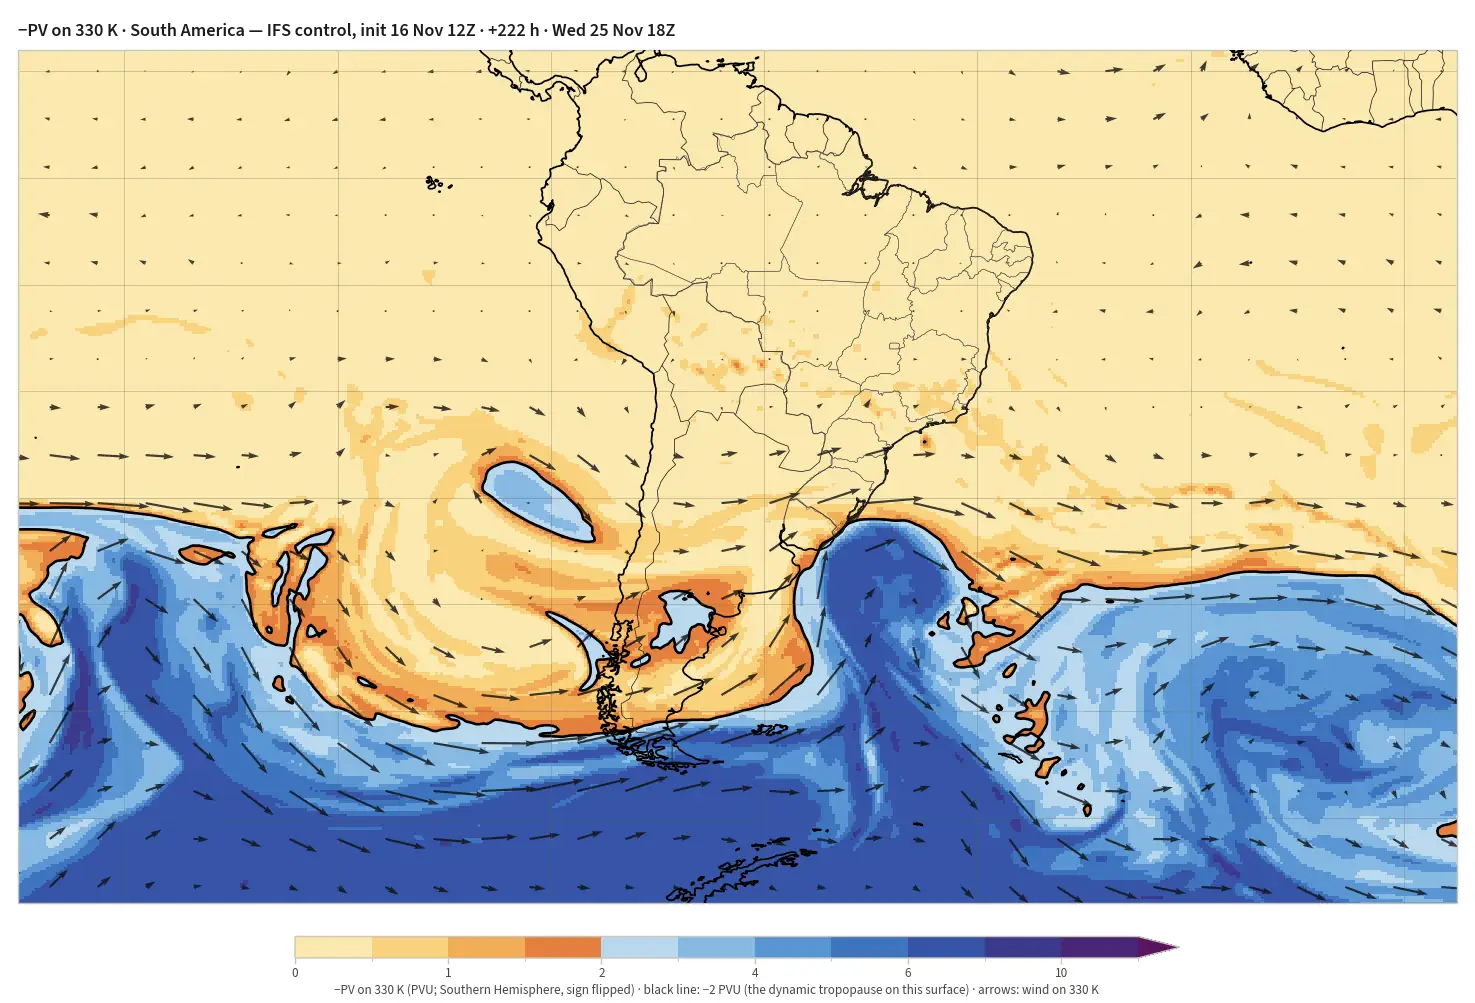 −PV on 330 K · South America — IFS control, init 16 Nov 12Z · +222 h · Wed 25 Nov 18Z
0 1 2 4 6 10
−PV on 330 K (PVU; Southern Hemisphere, sign flipped) · black line: −2 PVU (the dynamic tropopause on this surface) · arrows: wind on 330 K